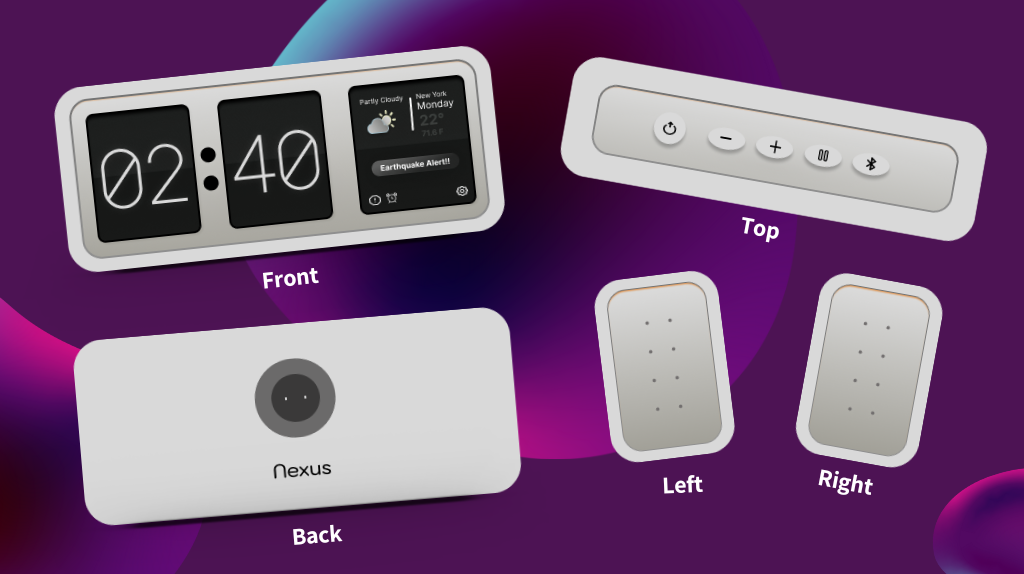 02:40
Partly Cloudy
New York
Monday
22°
71.6 F
Earthquake Alert!!
Front
Top
nexus
Back
Left
Right